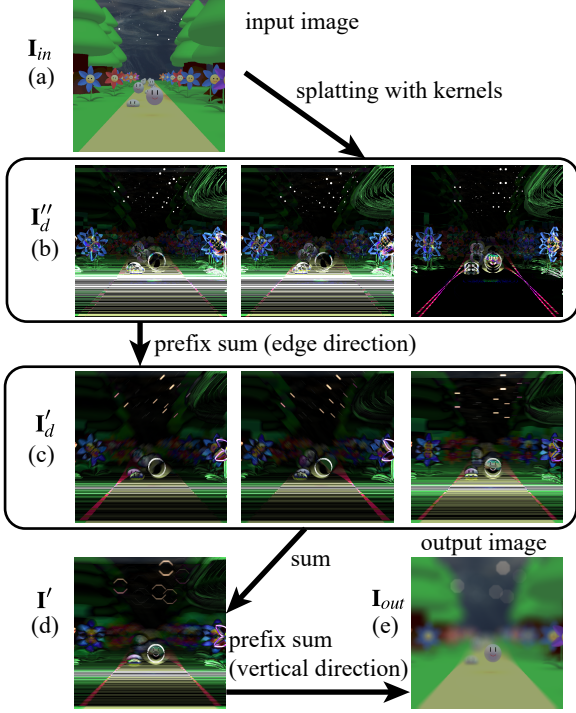 input image
I_in
(a)
splatting with kernels
I''_d
(b)
prefix sum (edge direction)
I'_d
(c)
output image
sum
I'
(d)
I_out
(e)
prefix sum
(vertical direction)